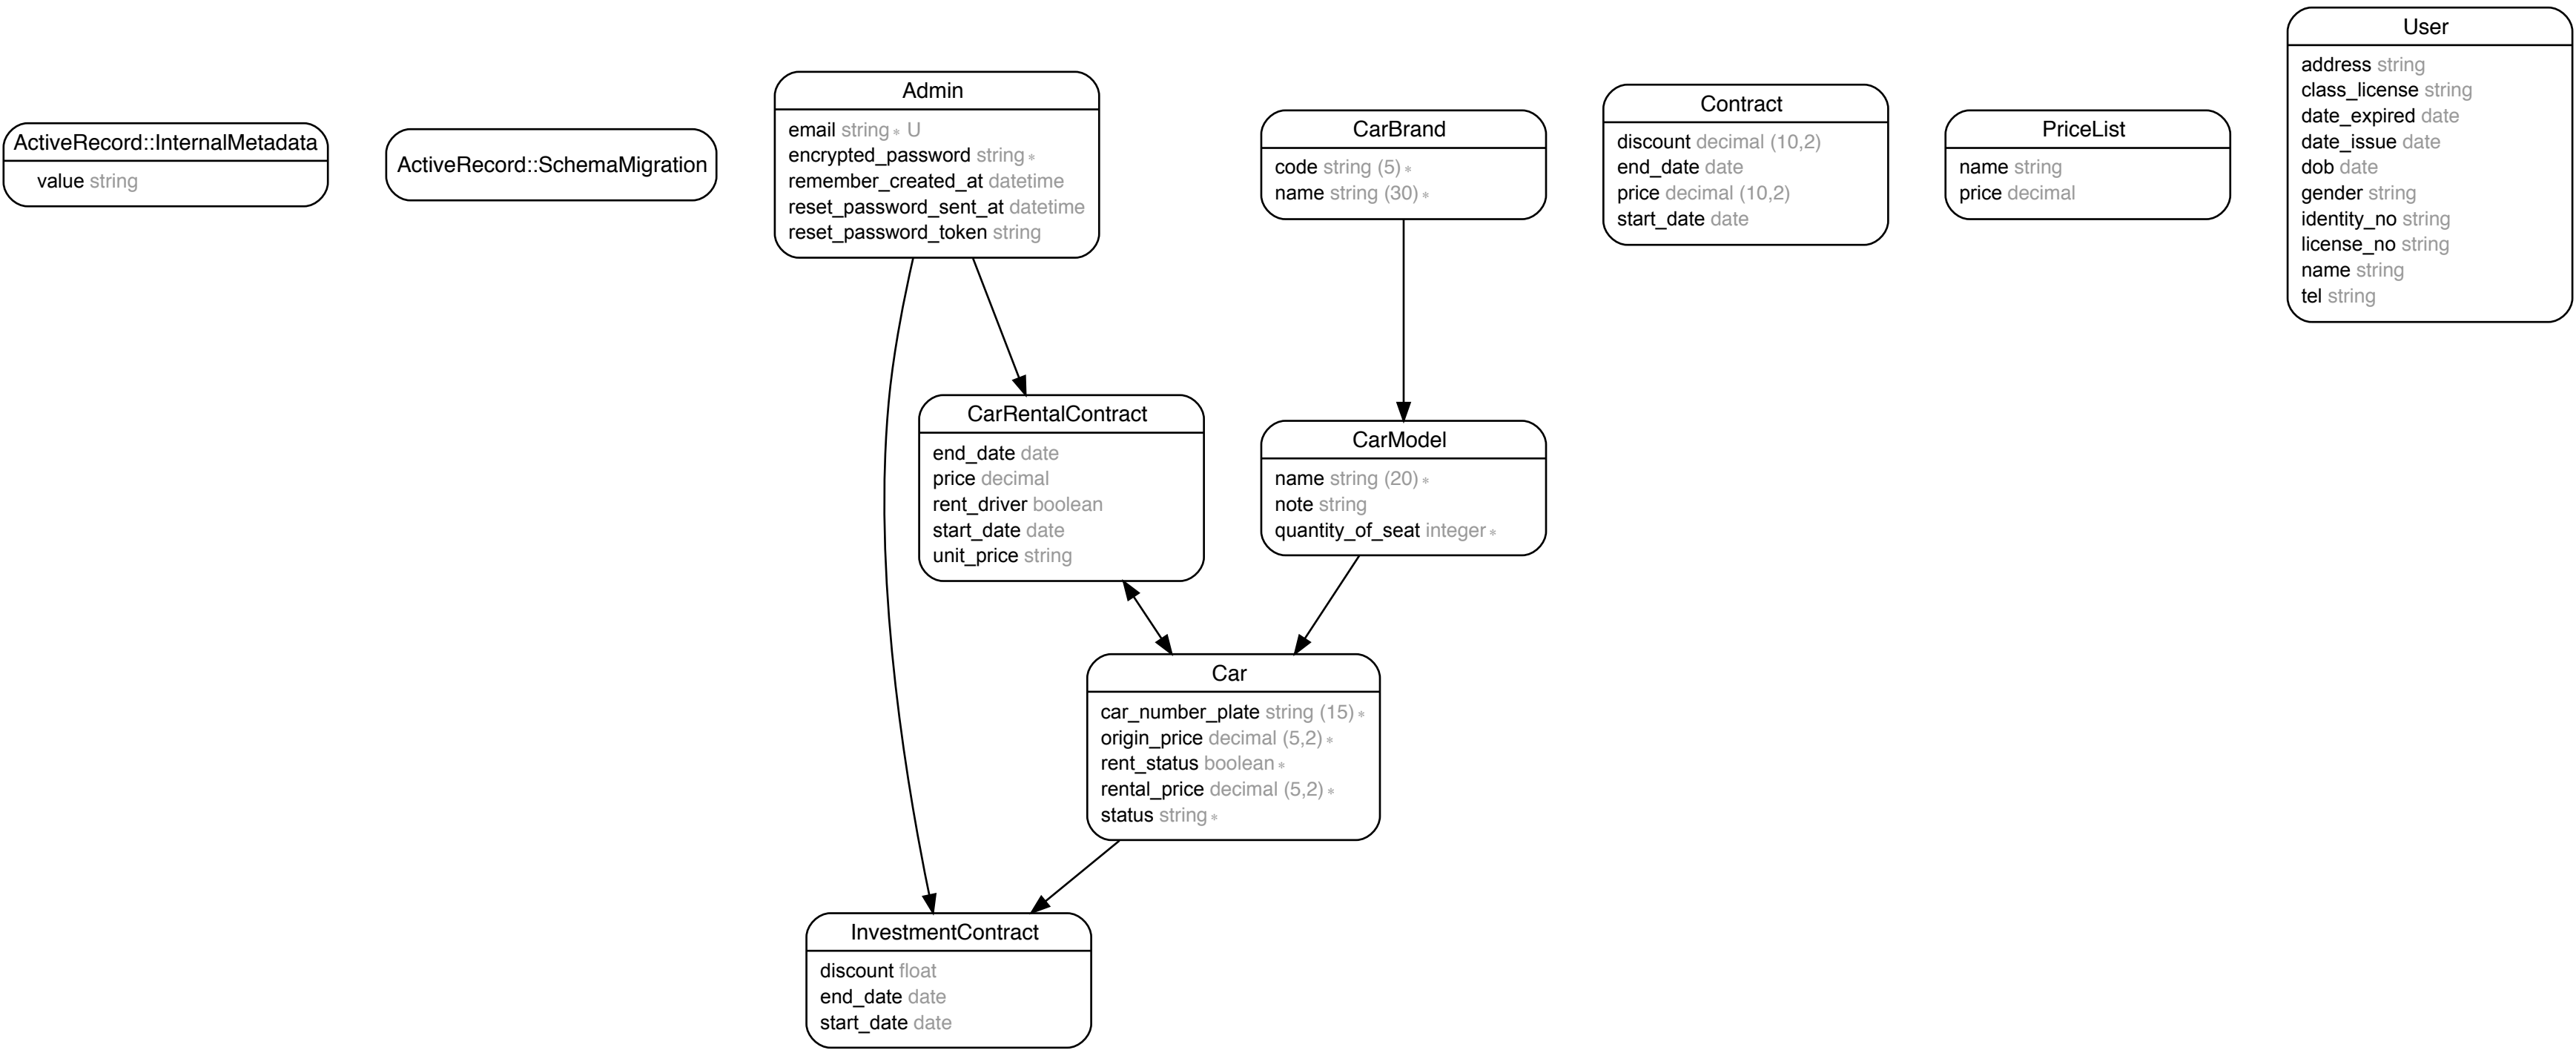 ActiveRecord::InternalMetadata
value string
ActiveRecord::SchemaMigration
Admin
email string * U
encrypted_password string *
remember_created_at datetime
reset_password_sent_at datetime
reset_password_token string
CarBrand
code string (5) *
name string (30) *
Contract
discount decimal (10,2)
end_date date
price decimal (10,2)
start_date date
PriceList
name string
price decimal
User
address string
class_license string
date_expired date
date_issue date
dob date
gender string
identity_no string
license_no string
name string
tel string
CarRentalContract
end_date date
price decimal
rent_driver boolean
start_date date
unit_price string
CarModel
name string (20) *
note string
quantity_of_seat integer *
Car
car_number_plate string (15) *
origin_price decimal (5,2) *
rent_status boolean *
rental_price decimal (5,2) *
status string *
InvestmentContract
discount float
end_date date
start_date date